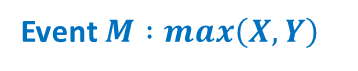 Event M : max(X, Y)